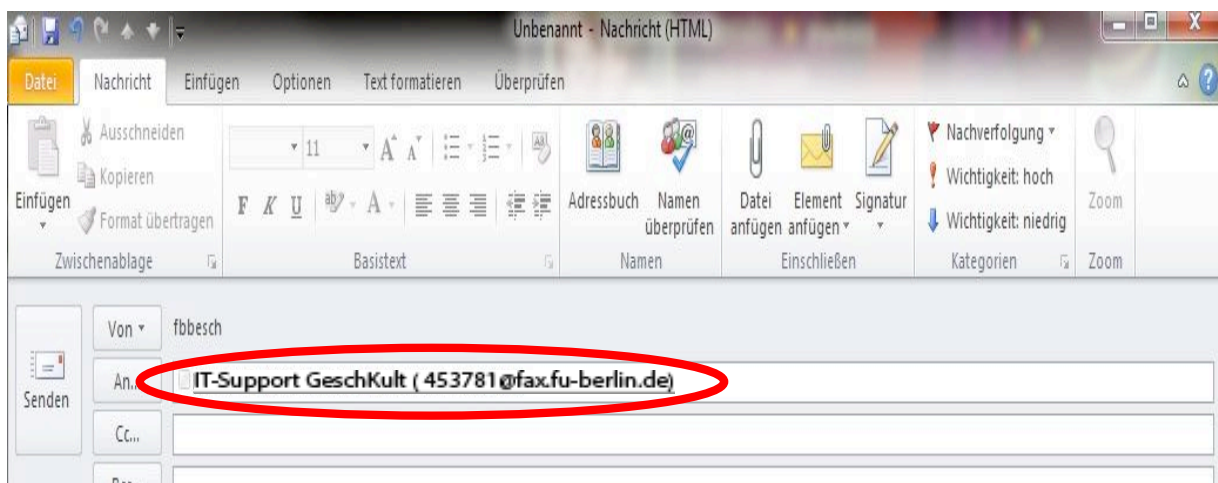 Unbenannt - Nachricht (HTML)
Datei Nachricht Einfügen Optionen Text formatieren Überprüfen
Einfügen
Ausschneiden
Kopieren
Format übertragen
Zwischenablage
11
F K U
Basistext
Adressbuch
Namen überprüfen
Namen
Datei anfügen
Element anfügen
Signatur
Einschließen
Nachverfolgung
Wichtigkeit: hoch
Wichtigkeit: niedrig
Kategorien
Zoom
Zoom
Senden
Von fbbesch
An... IT-Support GeschKult ( 453781@fax.fu-berlin.de)
Cc...